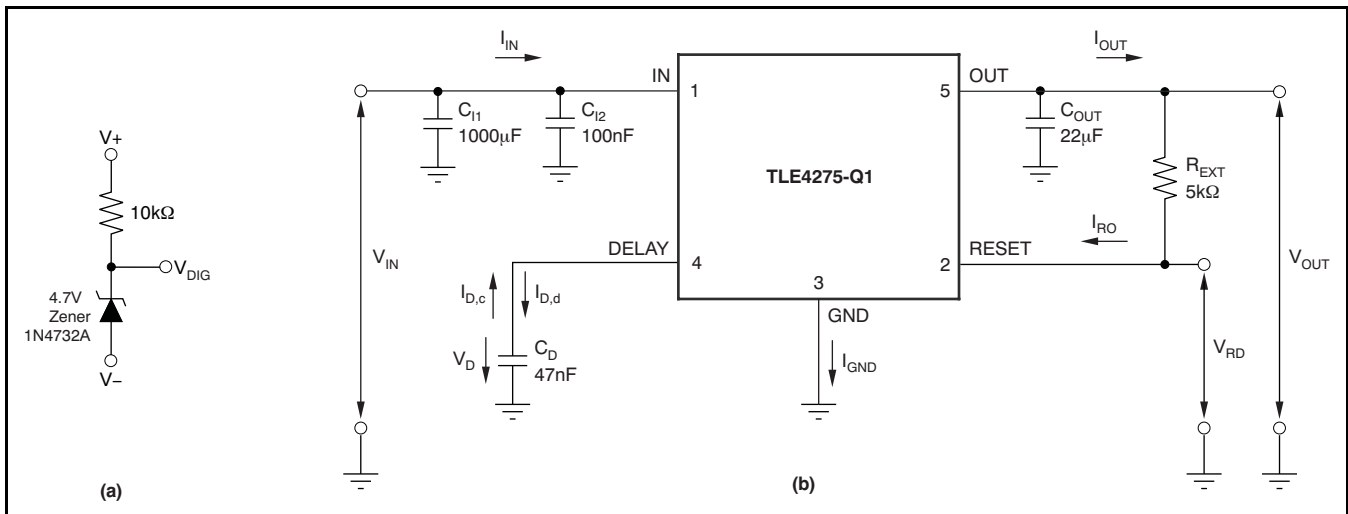 V+
10kΩ
V_DIG
4.7V
Zener
1N4732A
V−
(a)
I_IN
IN
1
C_I1
1000μF
C_I2
100nF
V_IN
TLE4275-Q1
DELAY
4
I_D,c
I_D,d
V_D
C_D
47nF
3
GND
I_GND
OUT
5
I_OUT
C_OUT
22μF
R_EXT
5kΩ
I_RO
RESET
2
V_RD
V_OUT
(b)